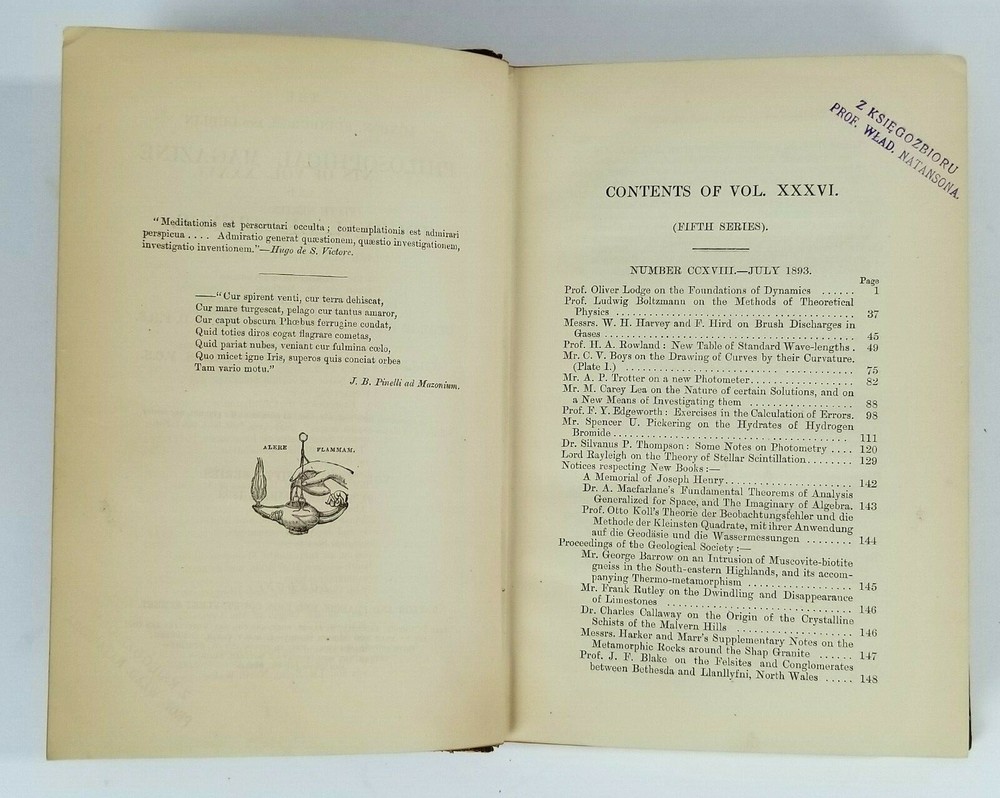 "Meditationis est perscrutari occulta; contemplationis est admirari
perspicua .... Admiratio generat quæstionem, quæstio investigationem,
investigatio inventionem."—Hugo de S. Victore.
——"Cur spirent venti, cur terra dehiscat,
Cur mare turgescat, pelago cur tantus amaror,
Cur caput obscura Phœbus ferrugine condat,
Quid toties diros cogat flagrare cometas,
Quid pariat nubes, veniant cur fulmina cœlo,
Quo micet igne Iris, superos quis conciat orbes
Tam vario motu."
J. B. Pinelli ad Mazonium.
ALERE FLAMMAM.
Z KSIĘGOZBIORU
PROF. WŁAD. NATANSONA.
CONTENTS OF VOL. XXXVI.
(FIFTH SERIES).
NUMBER CCXVIII.—JULY 1893.
Page
Prof. Oliver Lodge on the Foundations of Dynamics ...... 1
Prof. Ludwig Boltzmann on the Methods of Theoretical
Physics .................................... 37
Messrs. W. H. Harvey and F. Hird on Brush Discharges in
Gases ...................................... 45
Prof. H. A. Rowland: New Table of Standard Wave-lengths. 49
Mr. C. V. Boys on the Drawing of Curves by their Curvature.
(Plate I.) .................................. 75
Mr. A. P. Trotter on a new Photometer................ 82
Mr. M. Carey Lea on the Nature of certain Solutions, and on
a New Means of Investigating them ................ 88
Prof. F. Y. Edgeworth: Exercises in the Calculation of Errors. 98
Mr. Spencer U. Pickering on the Hydrates of Hydrogen
Bromide .................................... 111
Dr. Silvanus P. Thompson: Some Notes on Photometry .... 120
Lord Rayleigh on the Theory of Stellar Scintillation........ 129
Notices respecting New Books:—
A Memorial of Joseph Henry.................... 142
Dr. A. Macfarlane's Fundamental Theorems of Analysis
Generalized for Space, and The Imaginary of Algebra. 143
Prof. Otto Koll's Theorie der Beobachtungsfehler und die
Methode der Kleinsten Quadrate, mit ihrer Anwendung
auf die Geodäsie und die Wassermessungen ........ 144
Proceedings of the Geological Society:—
Mr. George Barrow on an Intrusion of Muscovite-biotite
gneiss in the South-eastern Highlands, and its accom-
panying Thermo-metamorphism .................. 145
Mr. Frank Rutley on the Dwindling and Disappearance
of Limestones .............................. 146
Dr. Charles Callaway on the Origin of the Crystalline
Schists of the Malvern Hills .................... 146
Messrs. Harker and Marr's Supplementary Notes on the
Metamorphic Rocks around the Shap Granite ...... 147
Prof. J. F. Blake on the Felsites and Conglomerates
between Bethesda and Llanllyfni, North Wales ..... 148